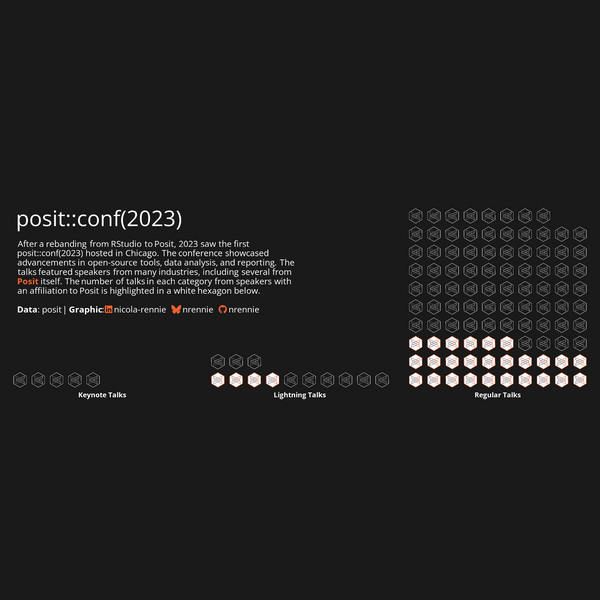 posit::conf(2023)
After a rebanding from RStudio to Posit, 2023 saw the first
posit::conf(2023) hosted in Chicago. The conference showcased
advancements in open-source tools, data analysis, and reporting. The
talks featured speakers from many industries, including several from
Posit itself. The number of talks in each category from speakers with
an affiliation to Posit is highlighted in a white hexagon below.
Data: posit | Graphic: nicola-rennie nrennie nrennie
Keynote Talks
Lightning Talks
Regular Talks